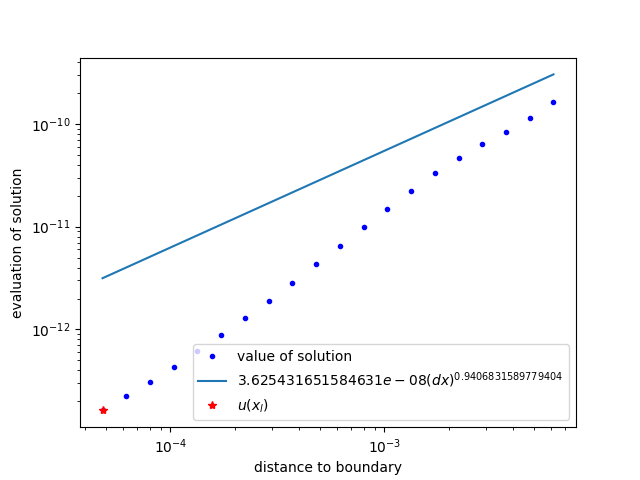 10⁻¹⁰
10⁻¹¹
10⁻¹²
evaluation of solution
value of solution
3.625431651584631e − 08(dx)^0.9406831589779404
u(x_I)
10⁻⁴
10⁻³
distance to boundary